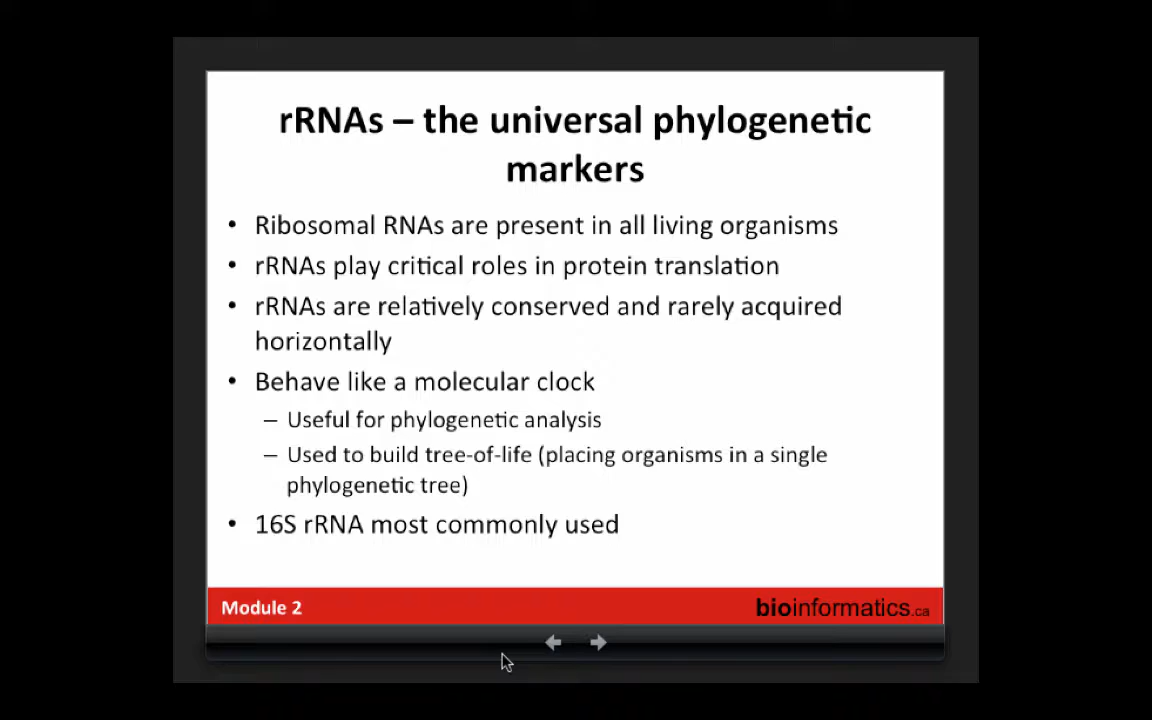 rRNAs – the universal phylogenetic
markers
• Ribosomal RNAs are present in all living organisms
• rRNAs play critical roles in protein translation
• rRNAs are relatively conserved and rarely acquired
horizontally
• Behave like a molecular clock
– Useful for phylogenetic analysis
– Used to build tree-of-life (placing organisms in a single
phylogenetic tree)
• 16S rRNA most commonly used
Module 2
bioinformatics.ca